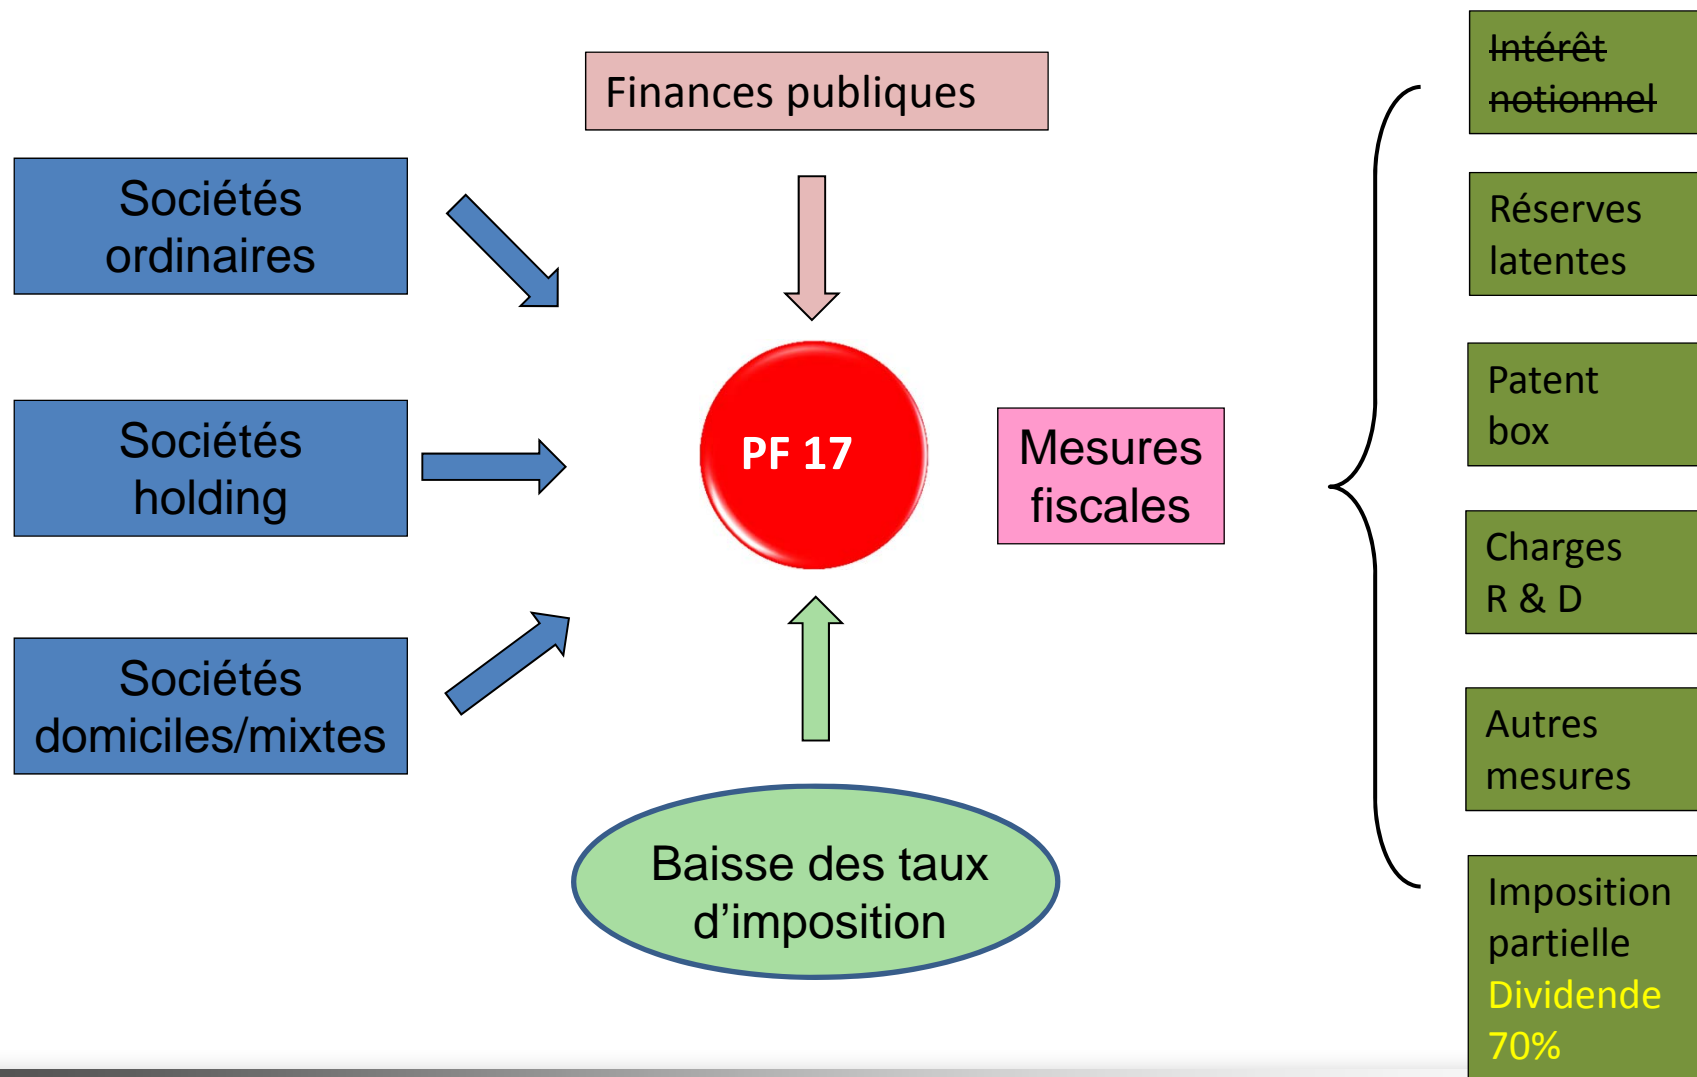 Finances publiques
Sociétés
ordinaires
Sociétés
holding
Sociétés
domiciles/mixtes
PF 17
Baisse des taux
d’imposition
Mesures
fiscales
Intérêt
notionnel
Réserves
latentes
Patent
box
Charges
R & D
Autres
mesures
Imposition
partielle
Dividende
70%